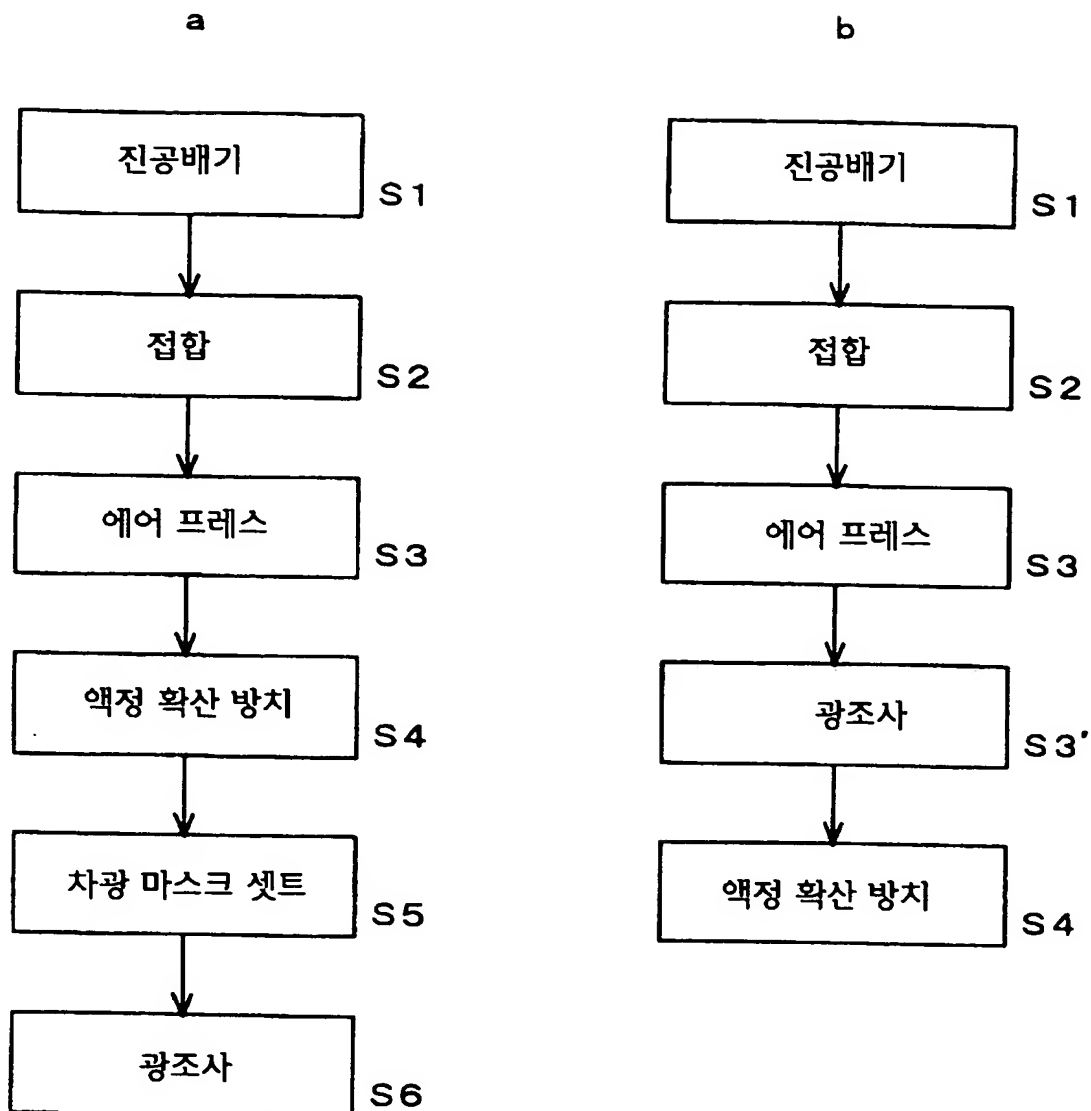 a
진공배기
S1
접합
S2
에어 프레스
S3
액정 확산 방치
S4
차광 마스크 셋트
S5
광조사
S6
b
진공배기
S1
접합
S2
에어 프레스
S3
광조사
S3'
액정 확산 방치
S4